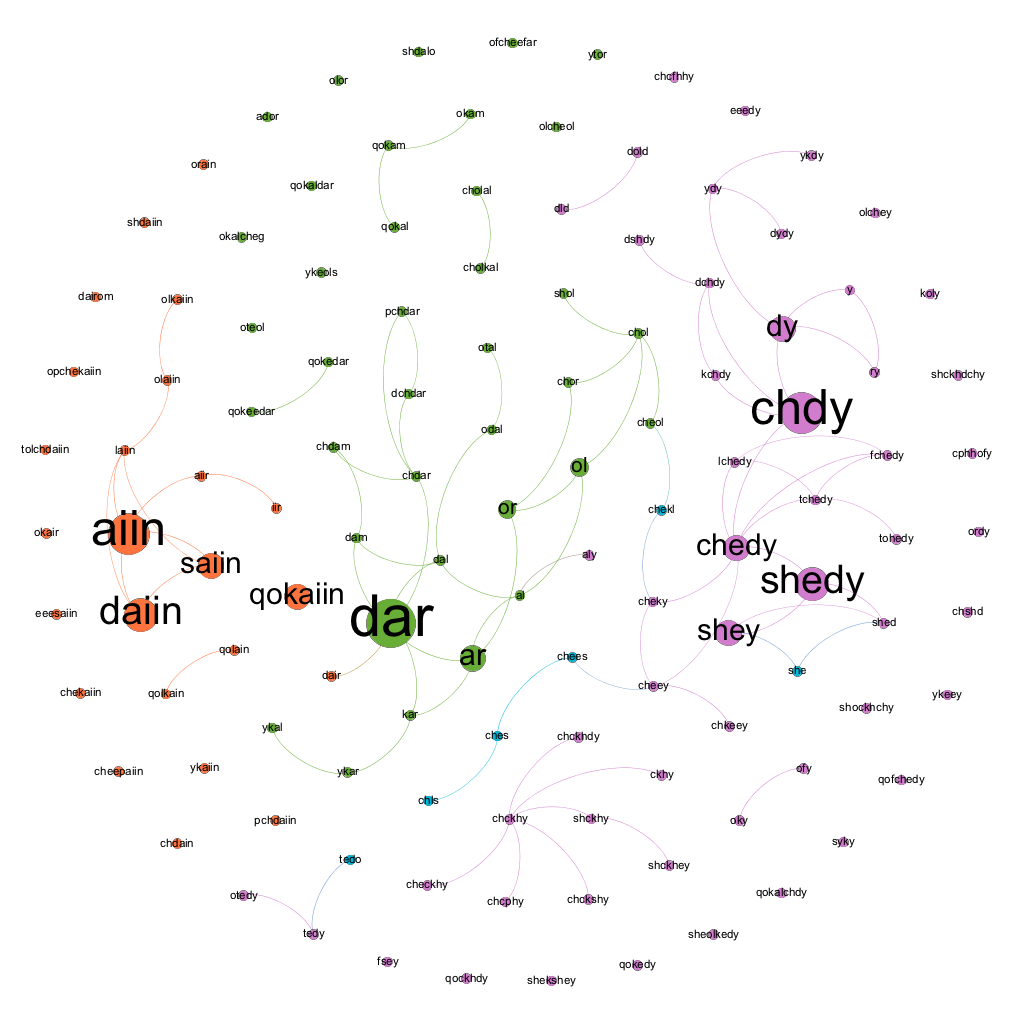 ofcheefar
shdalo
ytor
chcfhhy
olor
eeedy
okam
ador
olcheol
qokam
dold
ykdy
orain
qokaldar
cholal
ydy
dld
olchey
shdaiin
qokal
dydy
okalcheg
dshdy
cholkal
ykeols
dchdy
y
koly
dairom
olkaiin
shol
pchdar
oteol
dy
chol
otal
qokedar
opchekaiin
olaiin
chor
kchdy
ry
shckhdchy
dchdar
qokeedar
chdy
cheol
odal
chdam
tolchdaiin
laiin
cphhofy
lchedy
fchedy
ol
aiir
chdar
tchedy
or
iir
chekl
okair
aiin
ordy
dam
tohedy
chedy
aly
dal
saiin
shedy
qokaiin
al
cheky
eeesaiin
daiin
chshd
dar
shed
shey
qolain
ar
chees
she
dair
cheey
chekaiin
qolkain
ykeey
shockhchy
kar
chkeey
ykal
ches
chckhdy
cheepaiin
ykaiin
ykar
ckhy
ofy
qofchedy
chls
pchdaiin
chckhy
shckhy
oky
chdain
syky
tedo
shckhey
checkhy
otedy
chcphy
chokshy
qokalchdy
tedy
sheolkedy
fsey
qokedy
qockhdy
shekshey